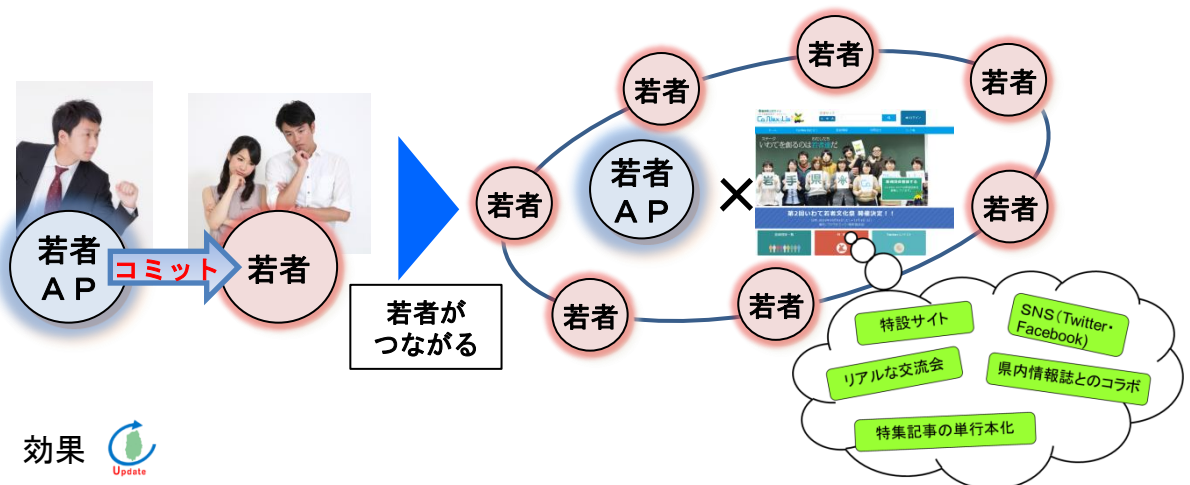 若者
AP
コミット
若者
若者が
つながる
若者
若者
若者
若者
若者
若者
若者
若者
AP
×
いわてを創るのは若者だ
岩手県水
第2回いわて若者文化祭 開催決定！！
特設サイト
SNS（Twitter・
Facebook)
リアルな交流会
県内情報誌とのコラボ
特集記事の単行本化
効果
Update